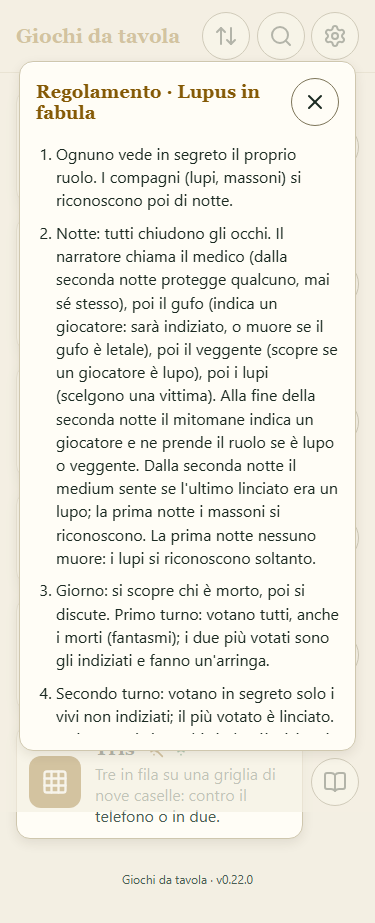 Giochi da tavola
Regolamento · Lupus in
fabula
1. Ognuno vede in segreto il proprio
ruolo. I compagni (lupi, massoni) si
riconoscono poi di notte.
2. Notte: tutti chiudono gli occhi. Il
narratore chiama il medico (dalla
seconda notte protegge qualcuno, mai
sé stesso), poi il gufo (indica un
giocatore: sarà indiziato, o muore se il
gufo è letale), poi il veggente (scopre se
un giocatore è lupo), poi i lupi
(scelgono una vittima). Alla fine della
seconda notte il mitomane indica un
giocatore e ne prende il ruolo se è lupo
o veggente. Dalla seconda notte il
medium sente se l'ultimo linciato era un
lupo; la prima notte i massoni si
riconoscono. La prima notte nessuno
muore: i lupi si riconoscono soltanto.
3. Giorno: si scopre chi è morto, poi si
discute. Primo turno: votano tutti, anche
i morti (fantasmi); i due più votati sono
gli indiziati e fanno un'arringa.
4. Secondo turno: votano in segreto solo i
vivi non indiziati; il più votato è linciato.
Tris
Tre in fila su una griglia di
nove caselle: contro il
telefono o in due.
Giochi da tavola · v0.22.0